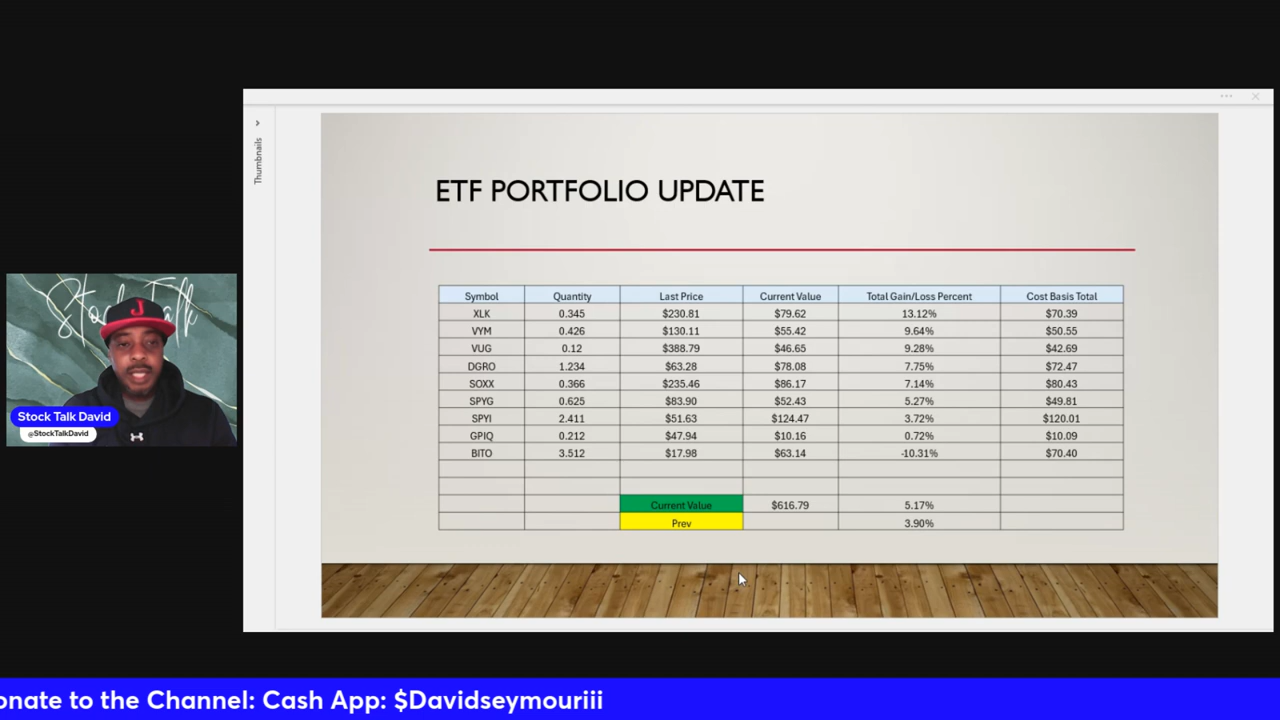 Thumbnails
ETF PORTFOLIO UPDATE
Symbol Quantity Last Price Current Value Total Gain/Loss Percent Cost Basis Total
XLK 0.345 $230.81 $79.62 13.12% $70.39
VYM 0.426 $130.11 $55.42 9.64% $50.55
VUG 0.12 $388.79 $46.65 9.28% $42.69
DGRO 1.234 $63.28 $78.08 7.75% $72.47
SOXX 0.366 $235.46 $86.17 7.14% $80.43
SPYG 0.625 $83.90 $52.43 5.27% $49.81
SPYI 2.411 $51.63 $124.47 3.72% $120.01
GPIQ 0.212 $47.94 $10.16 0.72% $10.09
BITO 3.512 $17.98 $63.14 -10.31% $70.40
Current Value $616.79 5.17%
Prev 3.90%
Stock Talk
J
Stock Talk David
@StockTalkDavid
onate to the Channel: Cash App: $Davidseymouriii